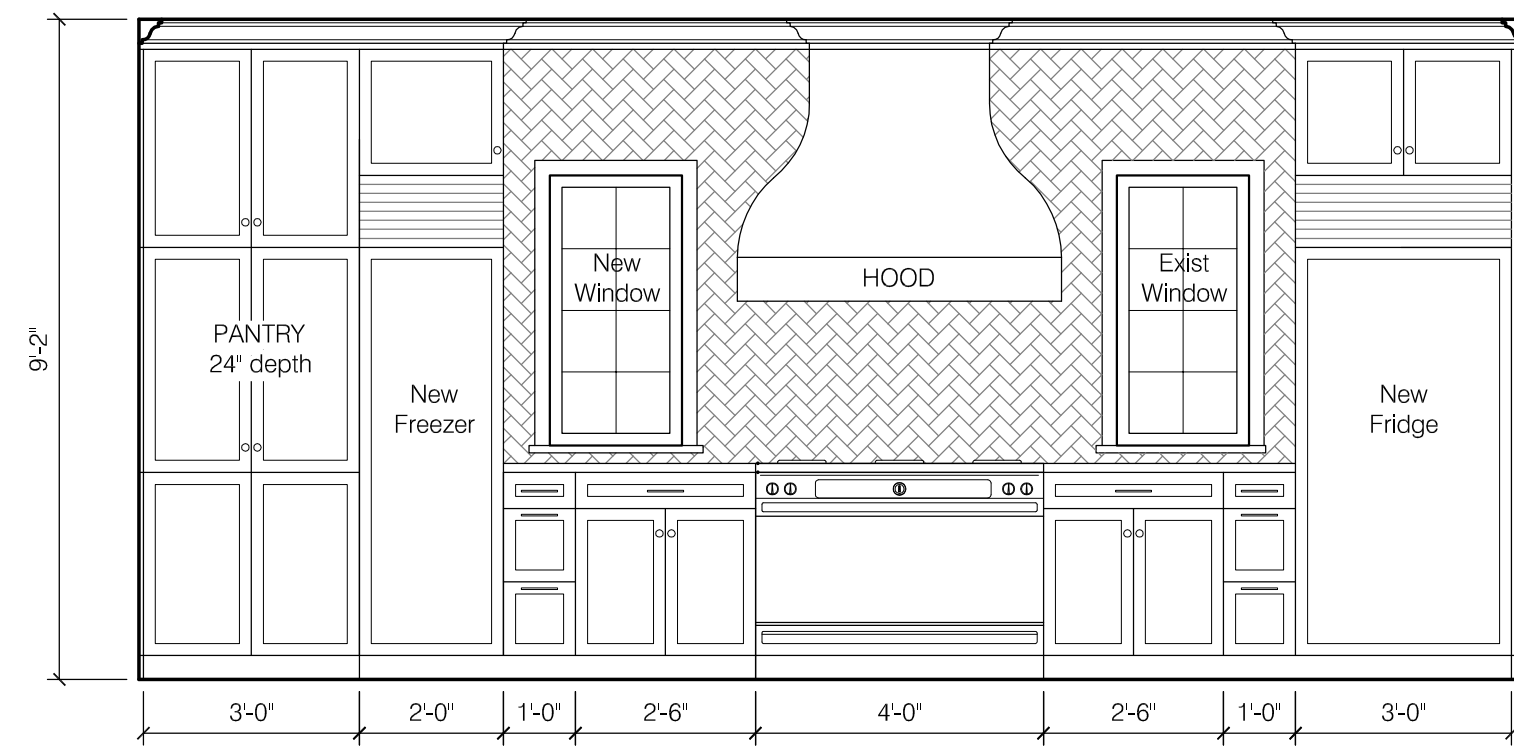 9'-2"
PANTRY
24" depth
New
Freezer
New
Window
HOOD
Exist
Window
New
Fridge
3'-0"
2'-0"
1'-0"
2'-6"
4'-0"
2'-6"
1'-0"
3'-0"